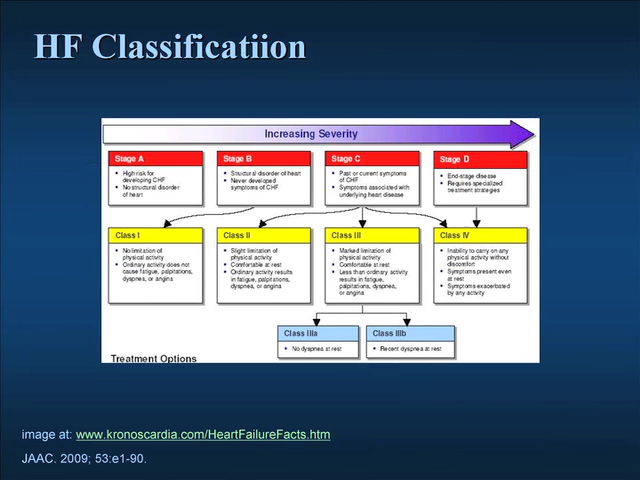 HF Classificatiion
Increasing Severity
Stage A
• High risk for
developing CHF
• No structural disorder
of heart
Stage B
• Structural disorder of heart
• Never developed
symptoms of CHF
Stage C
• Past or current symptoms
of CHF
• Symptoms associated with
underlying heart disease
Stage D
• End-stage disease
• Requires specialized
treatment strategies
Class I
• No limitation of
physical activity
• Ordinary activity does not
cause fatigue, palpitations,
dyspnea, or angina
Class II
• Slight limitation of
physical activity
• Comfortable at rest
• Ordinary activity results
in fatigue, palpitations,
dyspnea, or angina
Class III
• Marked limitation of
physical activity
• Comfortable at rest
• Less than ordinary activity
results in fatigue,
palpitations, dyspnea,
or angina
Class IV
• Inability to carry on any
physical activity without
discomfort
• Symptoms present even
at rest
• Symptoms exacerbated
by any activity
Class IIIa
• No dyspnea at rest
Class IIIb
• Recent dyspnea at rest
Treatment Options
image at: www.kronoscardia.com/HeartFailureFacts.htm
JAAC. 2009; 53:e1-90.